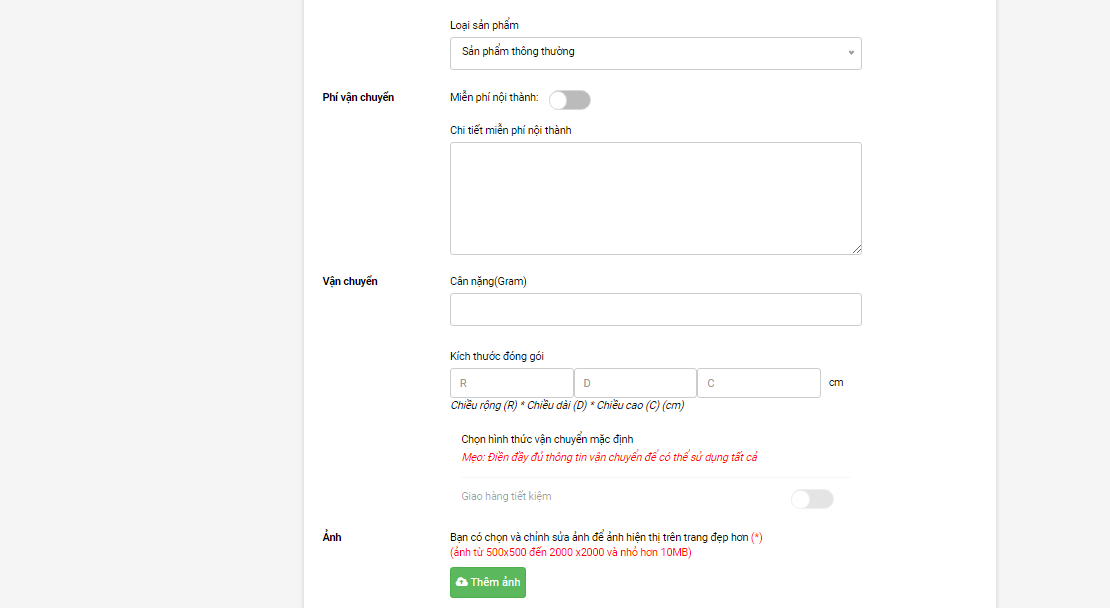 Loại sản phẩm
Sản phẩm thông thường
Phí vận chuyển
Miễn phí nội thành:
Chi tiết miễn phí nội thành
Vận chuyển
Cân nặng(Gram)
Kích thước đóng gói
R D C cm
Chiều rộng (R) * Chiều dài (D) * Chiều cao (C) (cm)
Chọn hình thức vận chuyển mặc định
Mẹo: Điền đầy đủ thông tin vận chuyển để có thể sử dụng tất cả
Giao hàng tiết kiệm
Ảnh
Bạn có chọn và chỉnh sửa ảnh để ảnh hiện thị trên trang đẹp hơn (*)
(ảnh từ 500x500 đến 2000 x2000 và nhỏ hơn 10MB)
Thêm ảnh